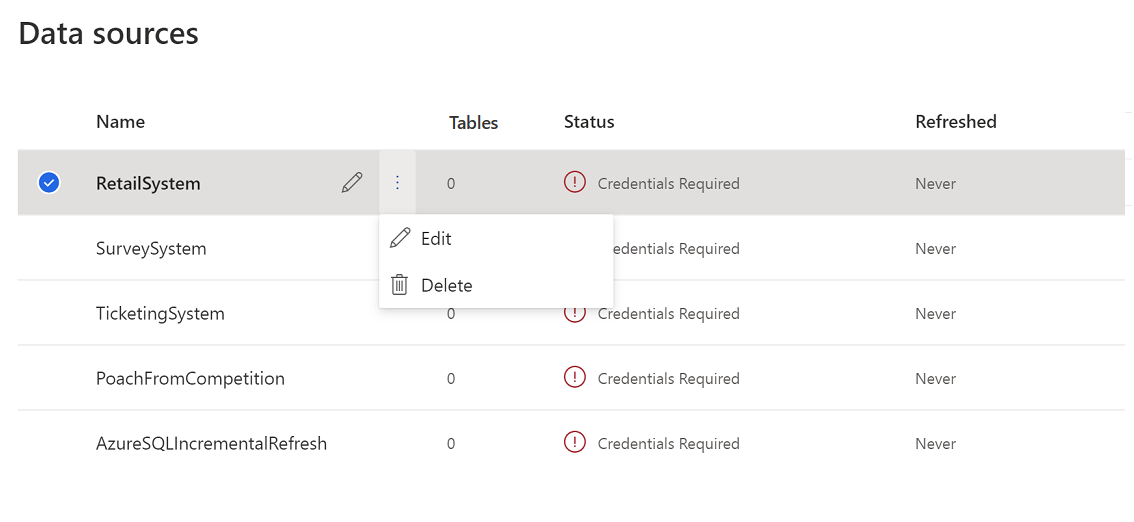 Data sources
Name Tables Status Refreshed
RetailSystem 0 Credentials Required Never
SurveySystem edentials Required Never
Edit
Delete
TicketingSystem 0 Credentials Required Never
PoachFromCompetition 0 Credentials Required Never
AzureSQLIncrementalRefresh 0 Credentials Required Never